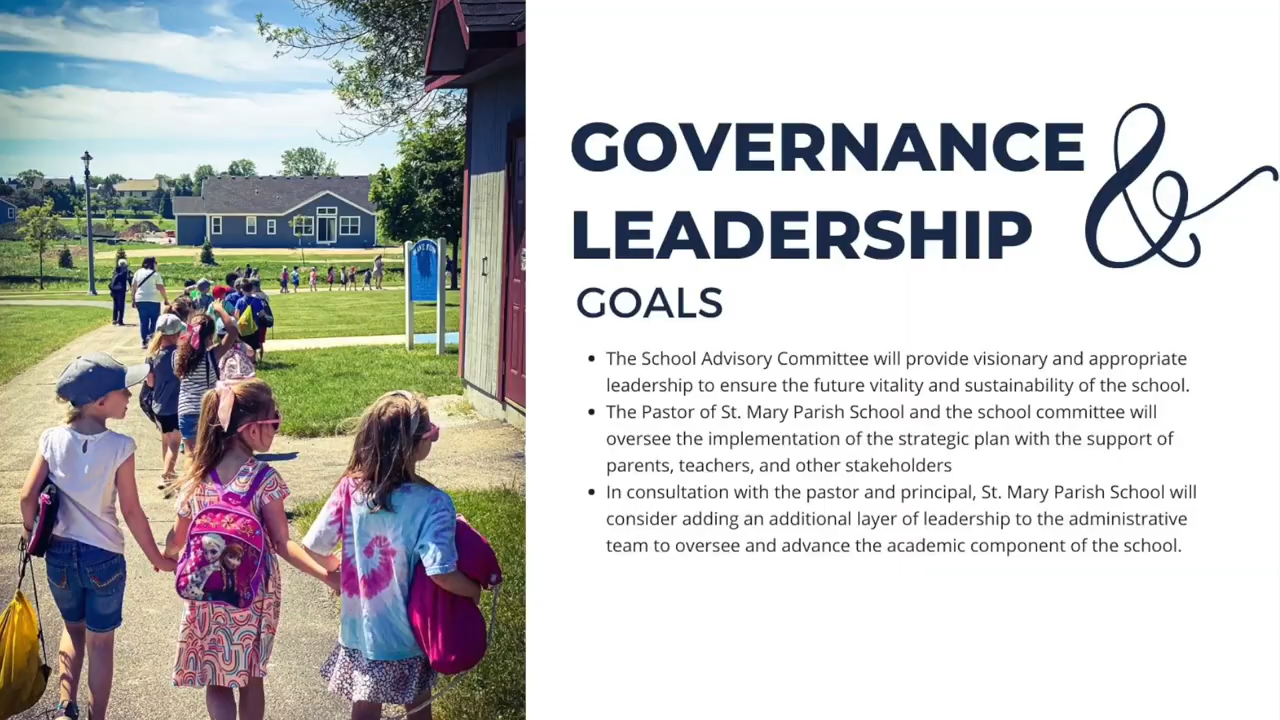 GOVERNANCE &
LEADERSHIP
GOALS
• The School Advisory Committee will provide visionary and appropriate
leadership to ensure the future vitality and sustainability of the school.
• The Pastor of St. Mary Parish School and the school committee will
oversee the implementation of the strategic plan with the support of
parents, teachers, and other stakeholders
• In consultation with the pastor and principal, St. Mary Parish School will
consider adding an additional layer of leadership to the administrative
team to oversee and advance the academic component of the school.